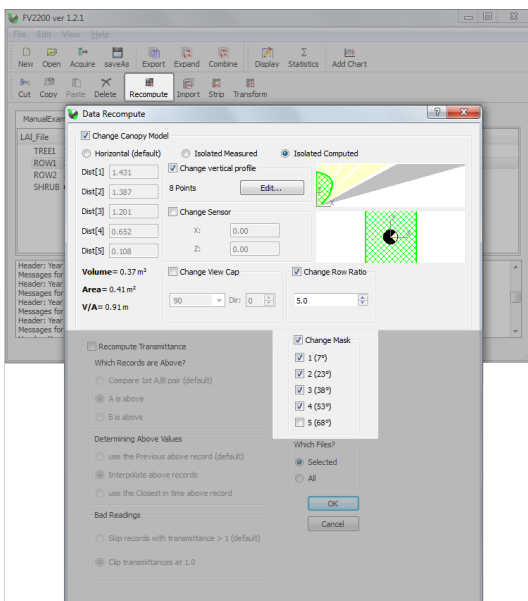 FV2200 ver 1.2.1
File Edit View Help
New Open Acquire saveAs Export Expand Combine Display Statistics Add Chart
Cut Copy Paste Delete Recompute Import Strip Transform
ManualExam
Data Recompute
LAI_File
TREE1
ROW1
ROW2
SHRUB
Change Canopy Model
Horizontal (default) Isolated Measured Isolated Computed
Dist[1] 1.431
Dist[2] 1.387
Dist[3] 1.201
Dist[4] 0.652
Dist[5] 0.108
Change vertical profile
8 Points Edit...
Change Sensor
X: 0.00
Z: 0.00
Y
X
Volume= 0.37 m³
Area= 0.41 m²
V/A= 0.91 m
Change View Cap
90 Dir: 0
Change Row Ratio
5.0
Header: Year
Messages for
Header: Year
Messages for
Header: Year
Messages for
Header: Year
Messages for
Recompute Transmittance
Which Records are Above?
Compare 1st A/B pair (default)
A is above
B is above
Determining Above Values
use the Previous above record (default)
Interpolate above records
use the Closest in time above record
Bad Readings
Skip records with transmittance > 1 (default)
Clip transmittances at 1.0
Change Mask
1 (7°)
2 (23°)
3 (38°)
4 (53°)
5 (68°)
Which Files?
Selected
All
OK
Cancel